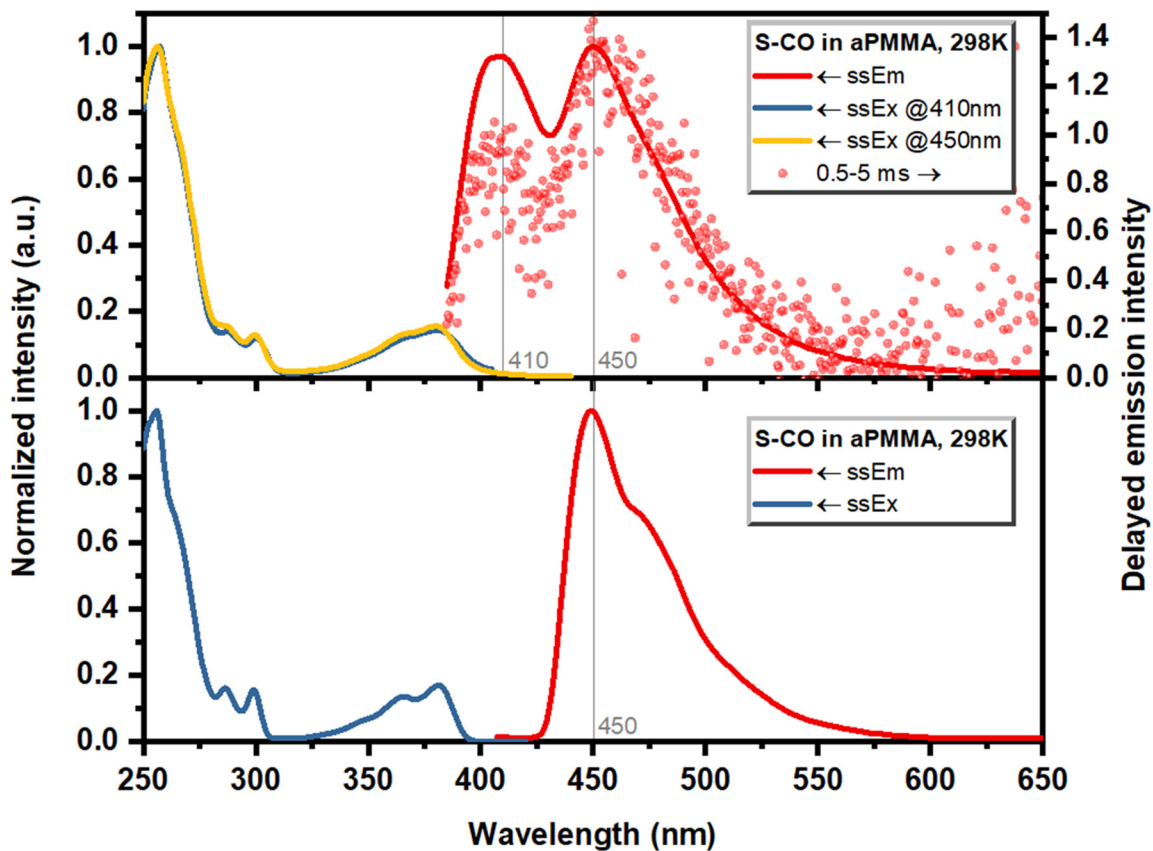 Normalized intensity (a.u.)
1.0
0.8
0.6
0.4
0.2
0.0
S-CO in aPMMA, 298K
← ssEm
← ssEx @410nm
← ssEx @450nm
0.5-5 ms →
410
450
1.4
1.2
1.0
0.8
0.6
0.4
0.2
0.0
Delayed emission intensity
1.0
0.8
0.6
0.4
0.2
0.0
S-CO in aPMMA, 298K
← ssEm
← ssEx
450
250
300
350
400
450
500
550
600
650
Wavelength (nm)